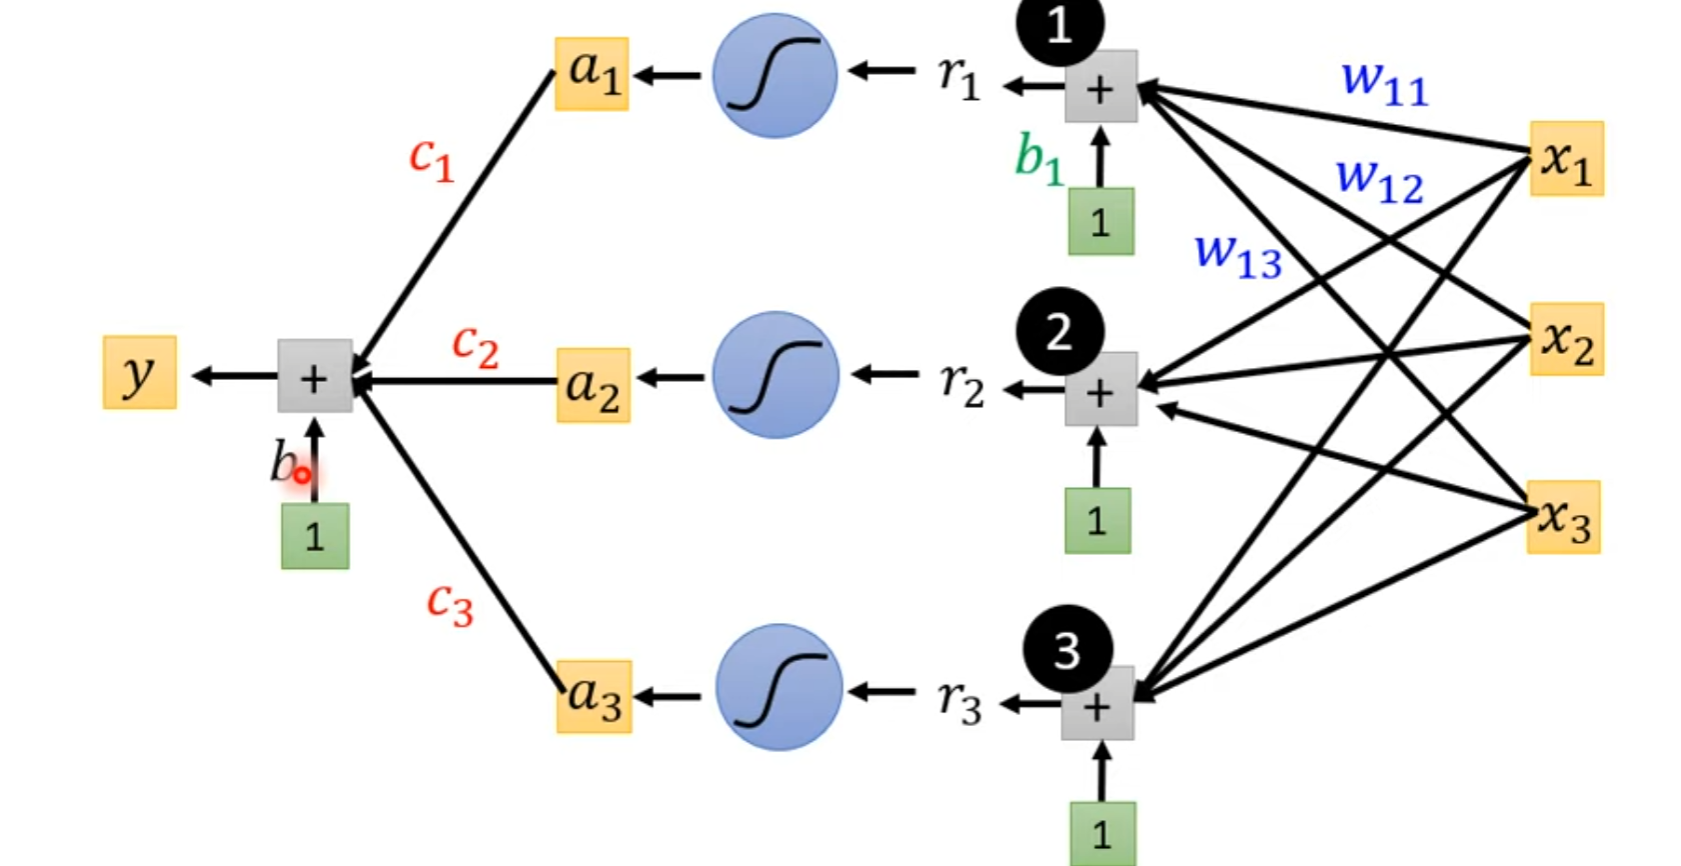 1
a₁
r₁
+
w₁₁
x₁
c₁
b₁
w₁₂
1
w₁₃
2
y
+
c₂
a₂
r₂
+
x₂
b
1
1
x₃
c₃
3
a₃
r₃
+
1